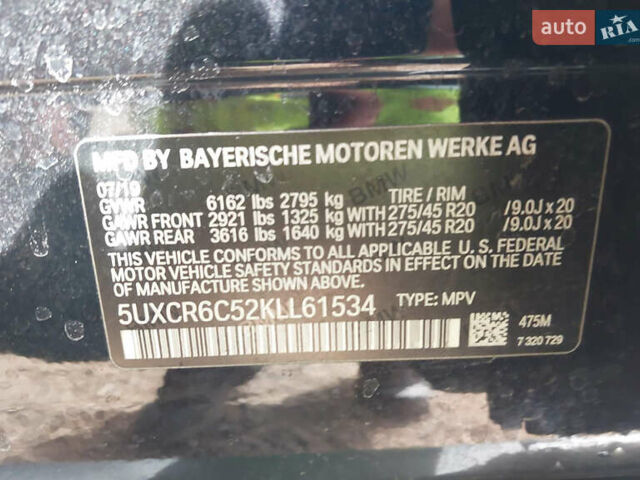 auto RIA
MFD BY BAYERISCHE MOTOREN WERKE AG
07/19
GVWR 6162 lbs 2795 kg TIRE / RIM
GAWR FRONT 2921 lbs 1325 kg WITH 275/45 R20 /9.0J x 20
GAWR REAR 3616 lbs 1640 kg WITH 275/45 R20 /9.0J x 20
THIS VEHICLE CONFORMS TO ALL APPLICABLE U. S. FEDERAL
MOTOR VEHICLE SAFETY STANDARDS IN EFFECT ON THE DATE
OF MANUFACTURE SHOWN ABOVE.
5UXCR6C52KLL61534 TYPE: MPV
475M
7 320 729